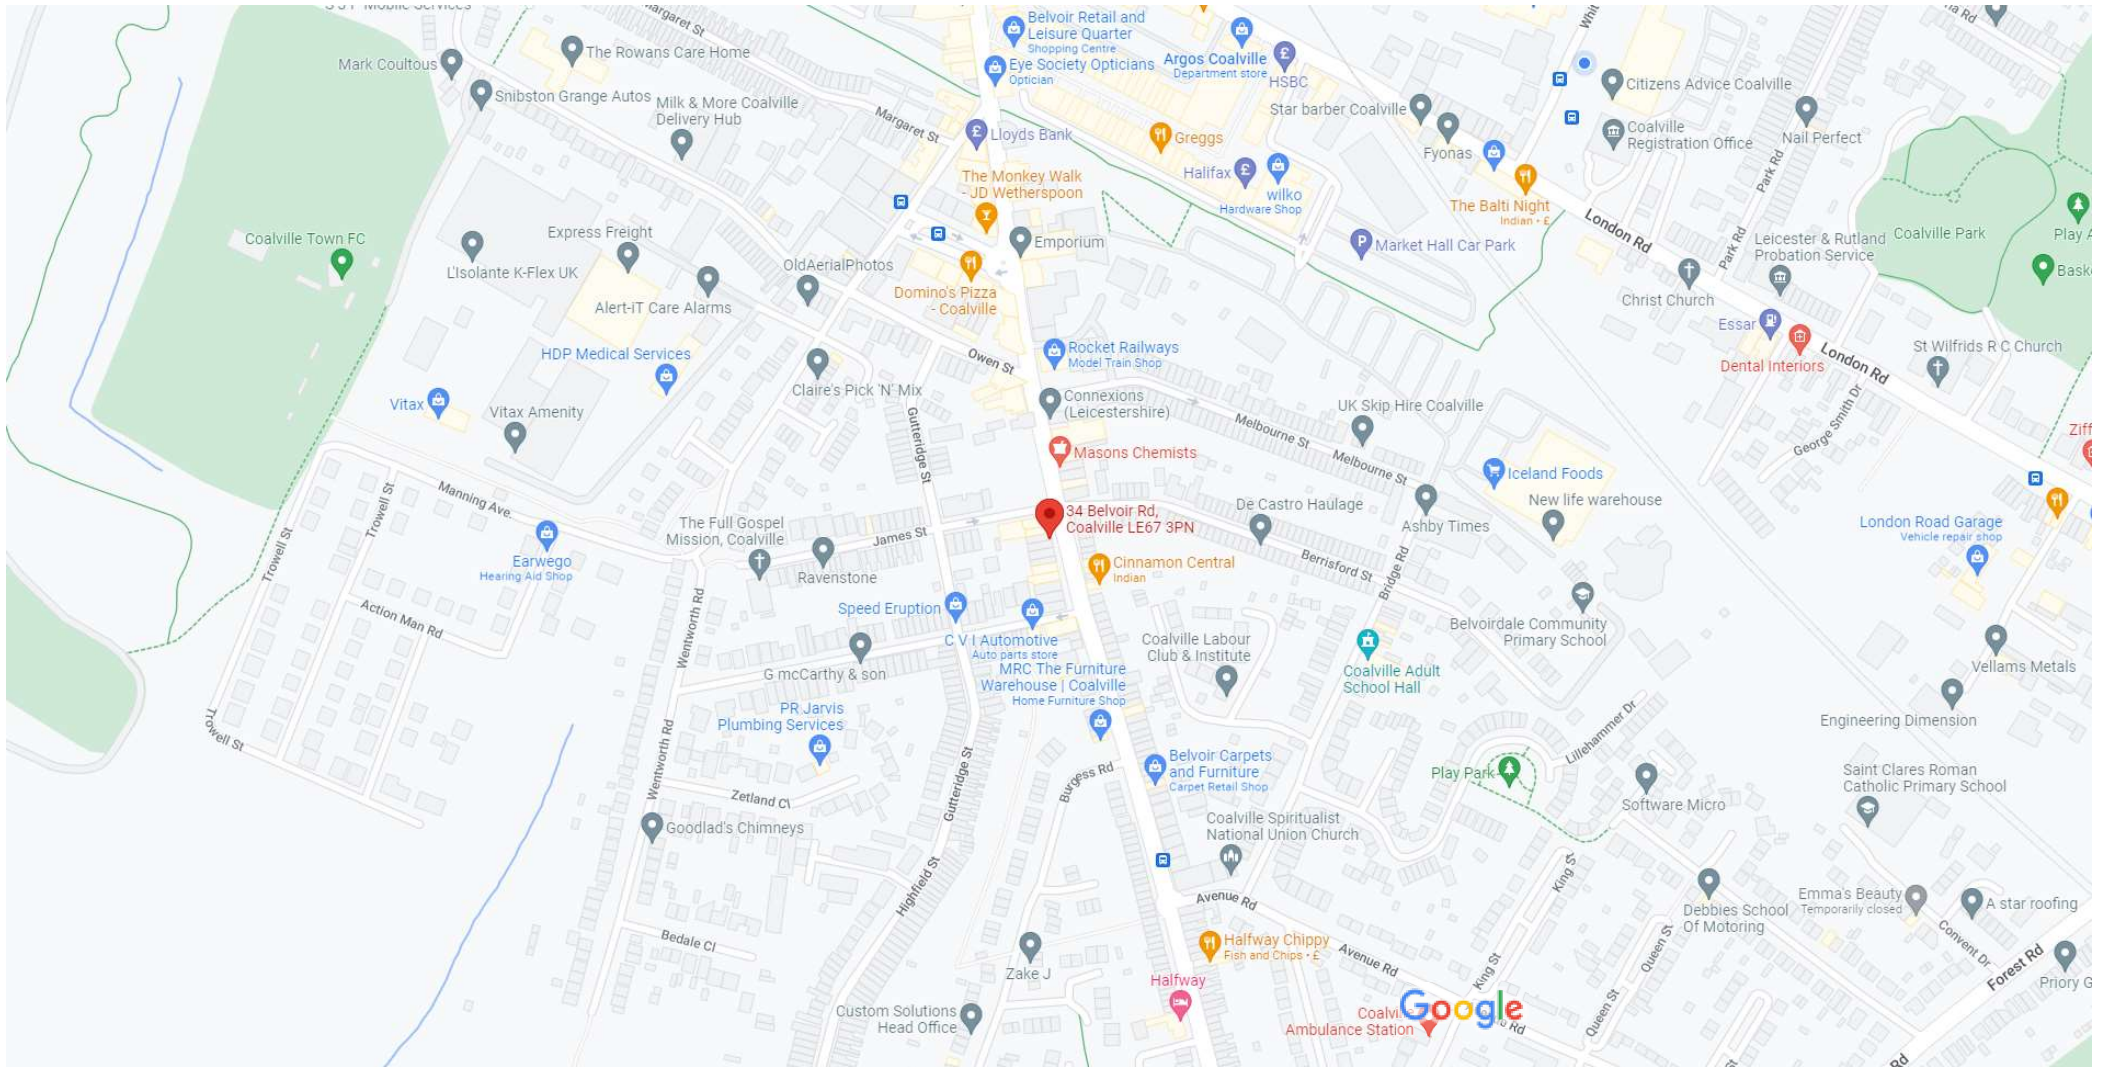 S J P Mobile Services
Margaret St
Belvoir Retail and
Leisure Quarter
Shopping Centre
Mark Coultous
The Rowans Care Home
Eye Society Opticians
Optician
Argos Coalville
Department store
HSBC
Citizens Advice Coalville
Snibston Grange Autos
Milk & More Coalville
Delivery Hub
Margaret St
Lloyds Bank
Greggs
Star barber Coalville
Fyonas
Coalville
Registration Office
Nail Perfect
Park Rd
The Monkey Walk
- JD Wetherspoon
Halifax
wilko
Hardware Shop
The Balti Night
Indian • £
London Rd
Park Rd
Coalville Town FC
L'Isolante K-Flex UK
Express Freight
OldAerialPhotos
Emporium
Market Hall Car Park
Leicester & Rutland
Probation Service
Coalville Park
Alert-iT Care Alarms
Domino's Pizza
- Coalville
Christ Church
Essar
HDP Medical Services
Owen St
Rocket Railways
Model Train Shop
Dental Interiors
London Rd
St Wilfrids R C Church
Vitax
Vitax Amenity
Claire's Pick 'N' Mix
Connexions
(Leicestershire)
Melbourne St
UK Skip Hire Coalville
George Smith Dr
Gutteridge St
Masons Chemists
Melbourne St
Iceland Foods
Manning Ave.
Trowell St
Trowell St
The Full Gospel
Mission, Coalville
James St
34 Belvoir Rd,
Coalville LE67 3PN
De Castro Haulage
Ashby Times
New life warehouse
London Road Garage
Vehicle repair shop
Earwego
Hearing Aid Shop
Ravenstone
Cinnamon Central
Indian
Berrisford St
Bridge Rd
Action Man Rd
Wentworth Rd
Speed Eruption
C V I Automotive
Auto parts store
Coalville Labour
Club & Institute
Belvoirdale Community
Primary School
G mcCarthy & son
MRC The Furniture
Warehouse | Coalville
Home Furniture Shop
Coalville Adult
School Hall
Vellams Metals
Trowell St
PR Jarvis
Plumbing Services
Wentworth Rd
Lillehammer Dr
Engineering Dimension
Gutteridge St
Burgess Rd
Belvoir Carpets
and Furniture
Carpet Retail Shop
Play Park
Saint Clares Roman
Catholic Primary School
Zetland Cl
Software Micro
Goodlad's Chimneys
Coalville Spiritualist
National Union Church
Highfield St
Avenue Rd
King St
Debbies School
Of Motoring
Emma's Beauty
Temporarily closed
A star roofing
Bedale Cl
Zake J
Halfway Chippy
Fish and Chips • £
Avenue Rd
King St
Queen St
Convent Dr
Forest Rd
Halfway
Custom Solutions
Head Office
Ambulance Station
Google
Queen St